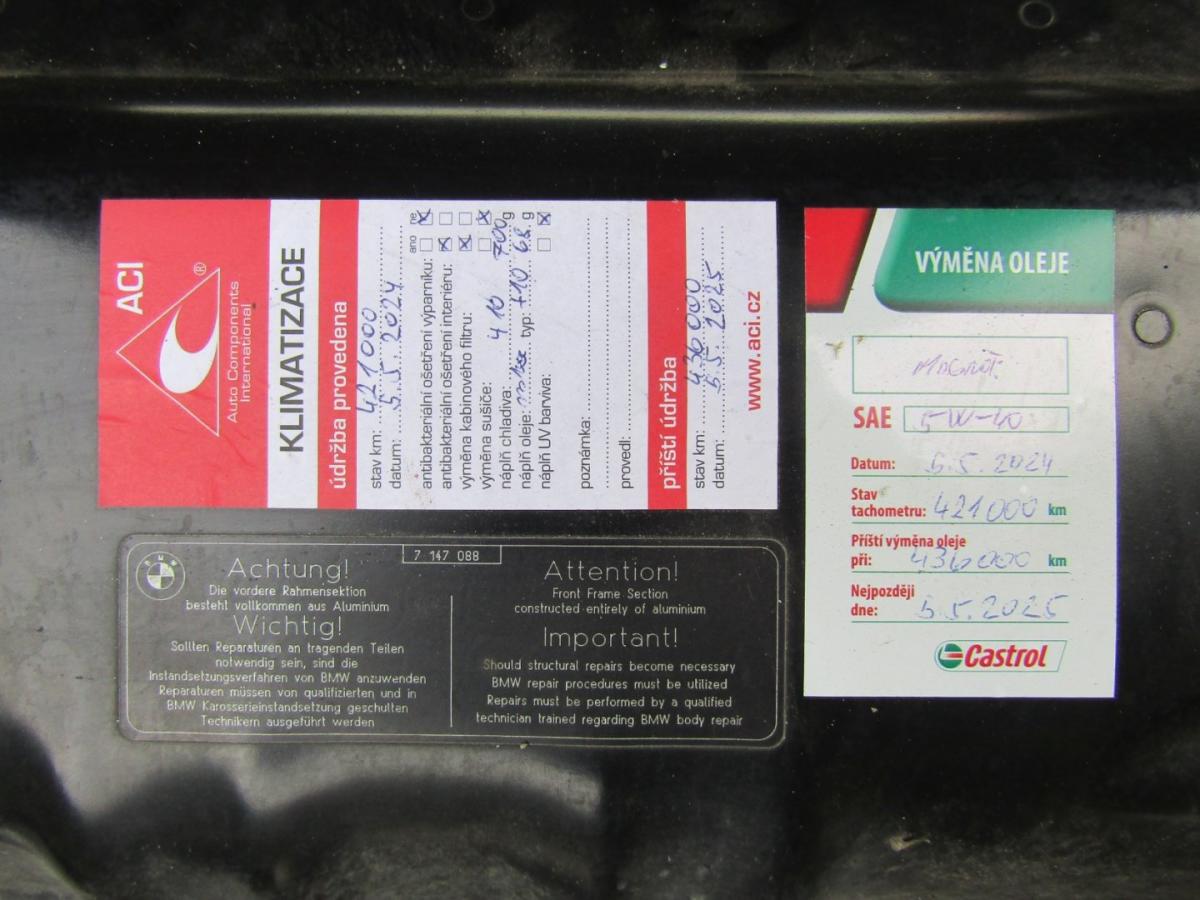 ACI
®
Auto Components
International
KLIMATIZACE
údržba provedena
stav km: 421000
datum: 5.5. 2024
ano ne
antibakteriální ošetření výparníku:
antibakteriální ošetření interiéru:
výměna kabinového filtru:
výměna sušiče:
náplň chladiva: 410 700 g
náplň oleje: typ: +10 68 g
náplň UV barviva:
poznámka:
provedl:
příští údržba
stav km: 436000
datum: 5.5. 2025
www.aci.cz
VÝMĚNA OLEJE
SAE 5W-40
Datum: 5.5. 2024
Stav
tachometru: 421000 km
Příští výměna oleje
při: 436000 km
Nejpozději
dne: 5.5.2025
Castrol
7 147 088
BMW
Achtung!
Die vordere Rahmensektion
besteht vollkommen aus Aluminium
Wichtig!
Sollten Reparaturen an tragenden Teilen
notwendig sein, sind die
Instandsetzungsverfahren von BMW anzuwenden
Reparaturen müssen von qualifizierten und in
BMW Karosserieinstandsetzung geschulten
Technikern ausgeführt werden
Attention!
Front Frame Section
constructed entirely of aluminium
Important!
Should structural repairs become necessary
BMW repair procedures must be utilized
Repairs must be performed by a qualified
technician trained regarding BMW body repair